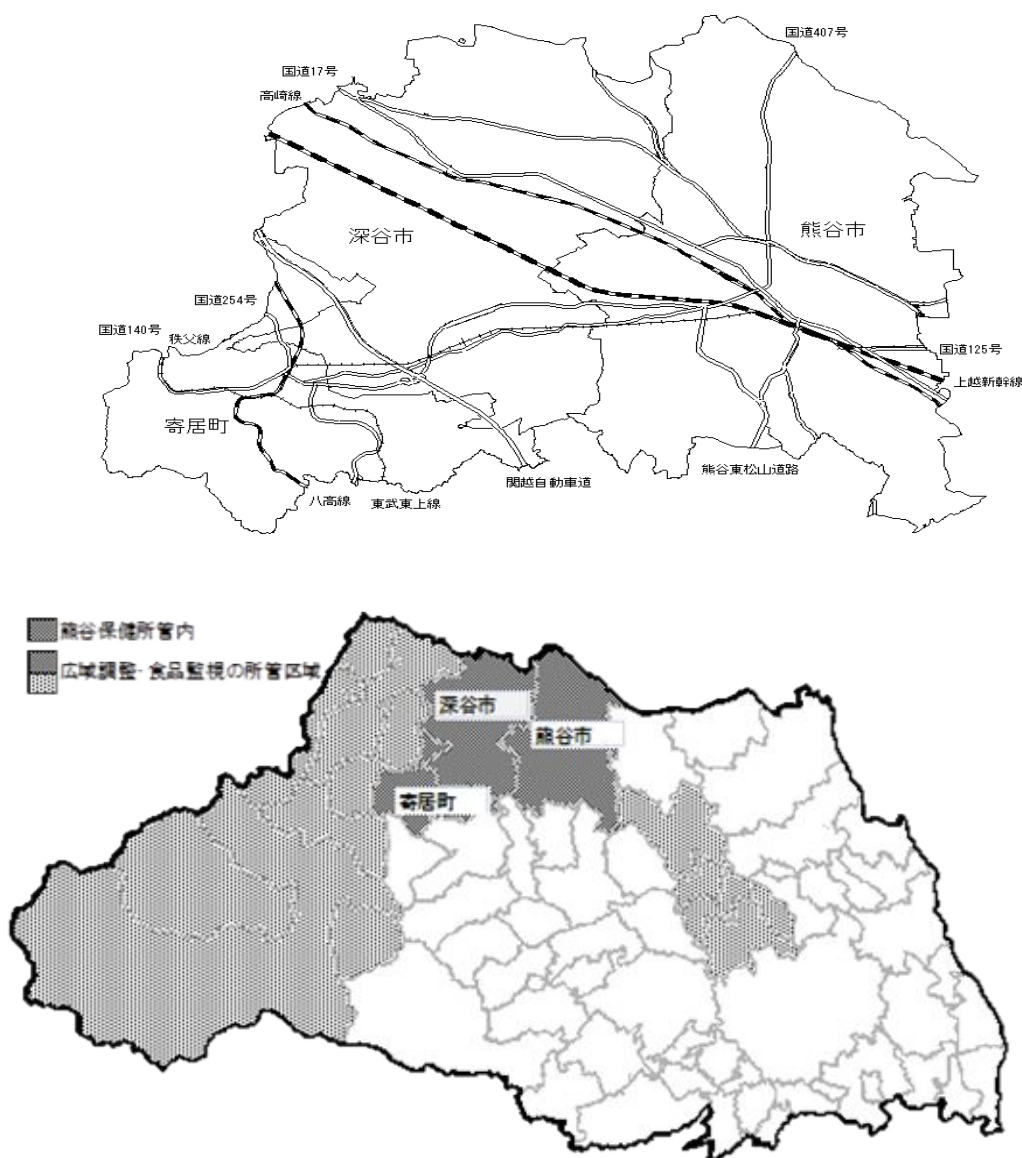 国道407号
国道17号
高崎線
深谷市
熊谷市
国道254号
国道140号
秩父線
国道125号
上越新幹線
寄居町
熊谷東松山道路
関越自動車道
八高線
東武東上線
熊谷保健所管内
広域調整・食品監視の所管区域
深谷市
熊谷市
寄居町